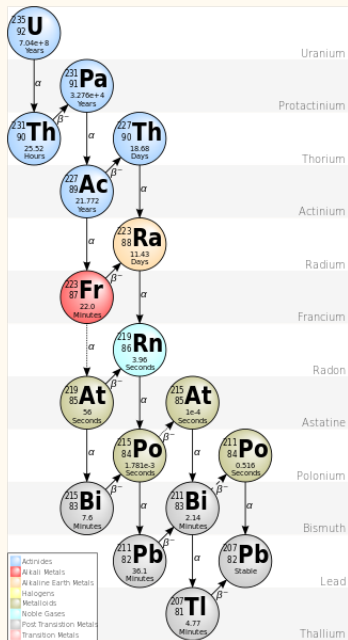 235
92 U
7.04e+8
Years
Uranium
231
91 Pa
3.276e+4
Years
Protactinium
α
β⁻
231
90 Th
25.52
Hours
227
90 Th
18.68
Days
Thorium
α
β⁻
227
89 Ac
21.772
Years
Actinium
α
223
88 Ra
11.43
Days
Radium
α
β⁻
223
87 Fr
22.0
Minutes
Francium
α
219
86 Rn
3.96
Seconds
Radon
α
β⁻
219
85 At
56
Seconds
215
85 At
1e-4
Seconds
Astatine
α
β⁻
215
84 Po
1.781e-3
Seconds
211
84 Po
0.516
Seconds
Polonium
α
α
β⁻
215
83 Bi
7.6
Minutes
211
83 Bi
2.14
Minutes
Bismuth
β⁻
β⁻
α
α
211
82 Pb
36.1
Minutes
207
82 Pb
Stable
Lead
β⁻
α
β⁻
207
81 Tl
4.77
Minutes
Thallium
Actinides
Alkali Metals
Alkaline Earth Metals
Halogens
Metalloids
Noble Gases
Post Transition Metals
Transition Metals